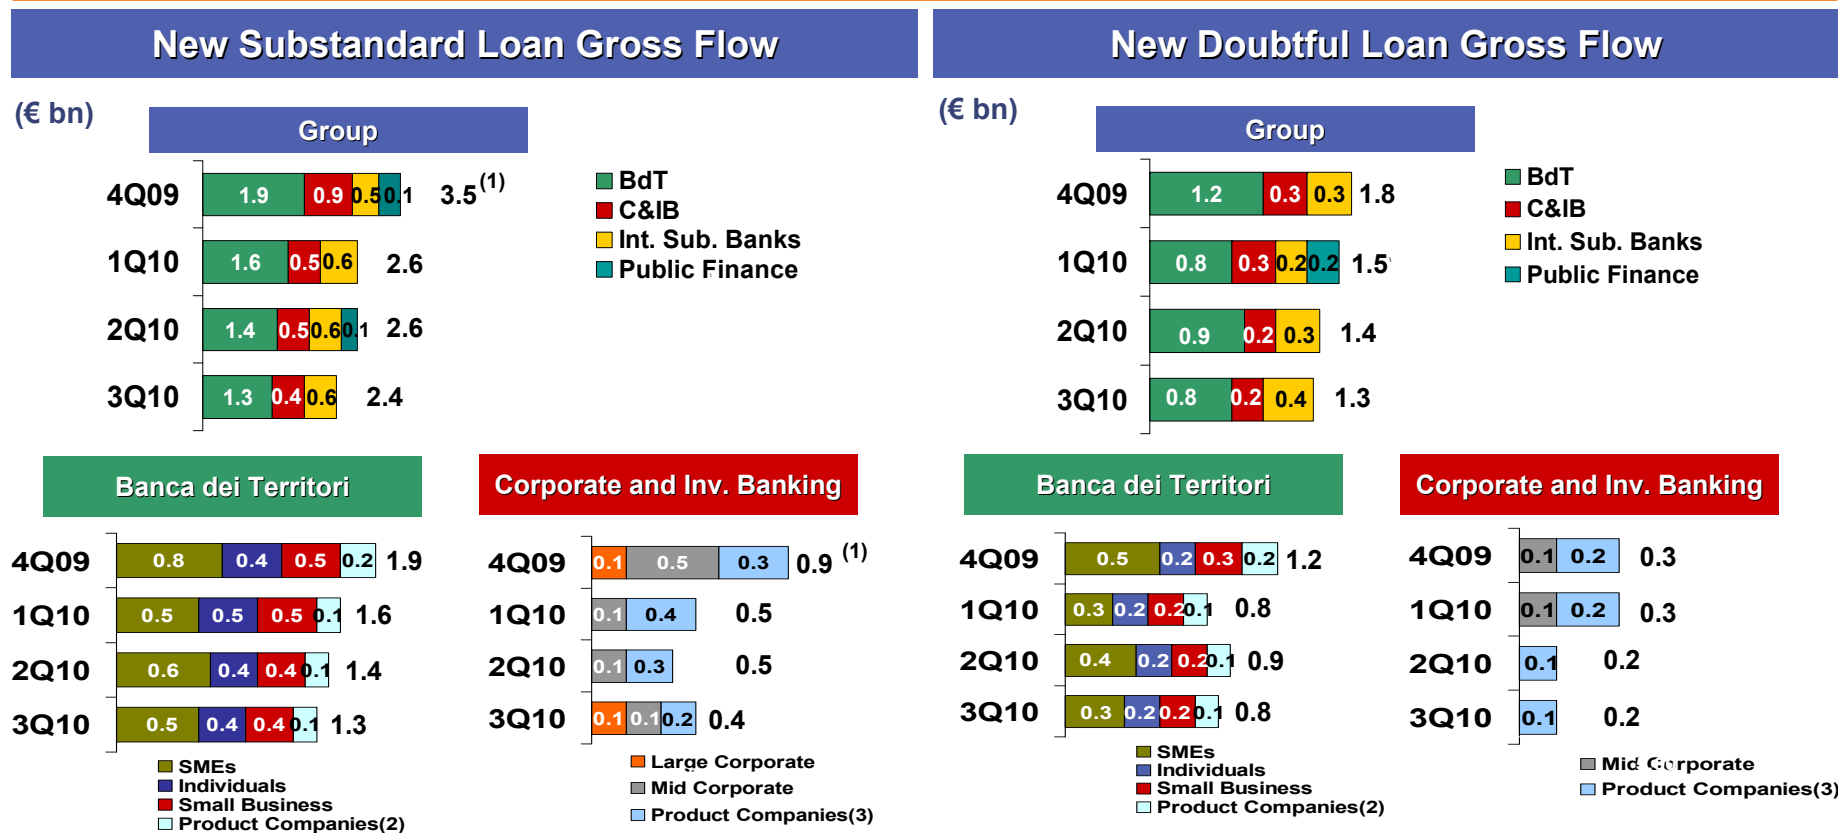 New Substandard Loan Gross Flow
(€ bn)
Group
4Q09 1.9 0.9 0.5 0.1 3.5 (1)
1Q10 1.6 0.5 0.6 2.6
2Q10 1.4 0.5 0.6 0.1 2.6
3Q10 1.3 0.4 0.6 2.4
BdT
C&IB
Int. Sub. Banks
Public Finance
Banca dei Territori
4Q09 0.8 0.4 0.5 0.2 1.9
1Q10 0.5 0.5 0.5 0.1 1.6
2Q10 0.6 0.4 0.4 0.1 1.4
3Q10 0.5 0.4 0.4 0.1 1.3
SMEs
Individuals
Small Business
Product Companies(2)
Corporate and Inv. Banking
4Q09 0.1 0.5 0.3 0.9 (1)
1Q10 0.1 0.4 0.5
2Q10 0.1 0.3 0.5
3Q10 0.1 0.1 0.2 0.4
Large Corporate
Mid Corporate
Product Companies(3)
New Doubtful Loan Gross Flow
(€ bn)
Group
4Q09 1.2 0.3 0.3 1.8
1Q10 0.8 0.3 0.2 0.2 1.5
2Q10 0.9 0.2 0.3 1.4
3Q10 0.8 0.2 0.4 1.3
BdT
C&IB
Int. Sub. Banks
Public Finance
Banca dei Territori
4Q09 0.5 0.2 0.3 0.2 1.2
1Q10 0.3 0.2 0.2 0.1 0.8
2Q10 0.4 0.2 0.2 0.1 0.9
3Q10 0.3 0.2 0.2 0.1 0.8
SMEs
Individuals
Small Business
Product Companies(2)
Corporate and Inv. Banking
4Q09 0.1 0.2 0.3
1Q10 0.1 0.2 0.3
2Q10 0.1 0.2
3Q10 0.1 0.2
Mid Corporate
Product Companies(3)